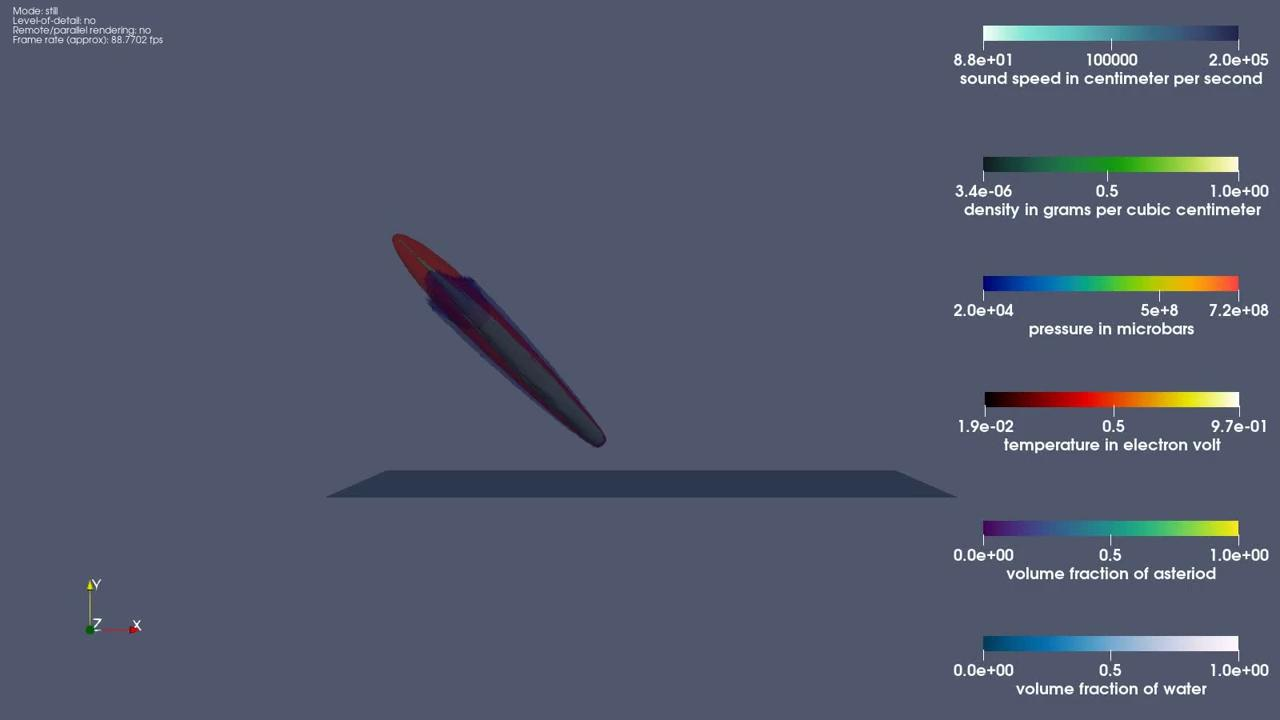 Mode: still
Level-of-detail: no
Remote/parallel rendering: no
Frame rate (approx): 88.7702 fps
8.8e+01 100000 2.0e+05
sound speed in centimeter per second
3.4e-06 0.5 1.0e+00
density in grams per cubic centimeter
2.0e+04 5e+8 7.2e+08
pressure in microbars
1.9e-02 0.5 9.7e-01
temperature in electron volt
0.0e+00 0.5 1.0e+00
volume fraction of asteriod
Y
Z X
0.0e+00 0.5 1.0e+00
volume fraction of water